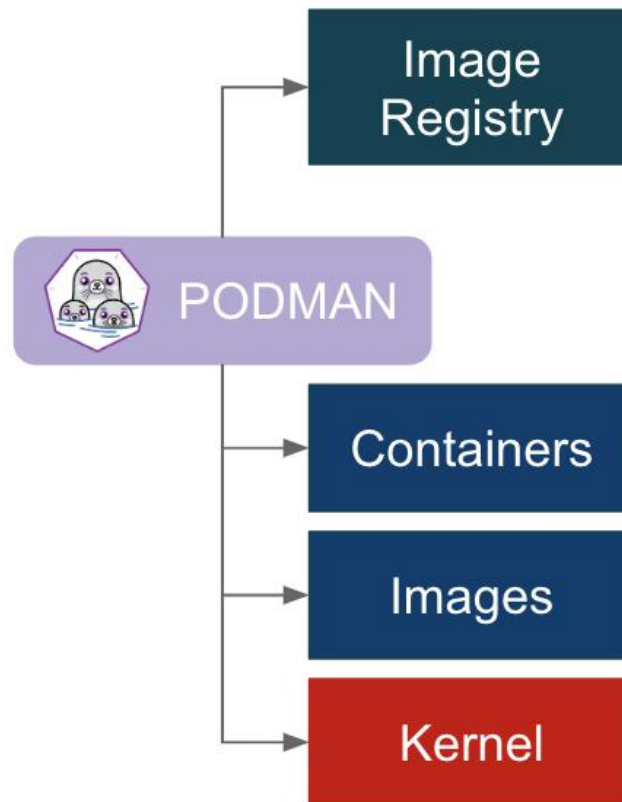 Image
Registry
PODMAN
Containers
Images
Kernel